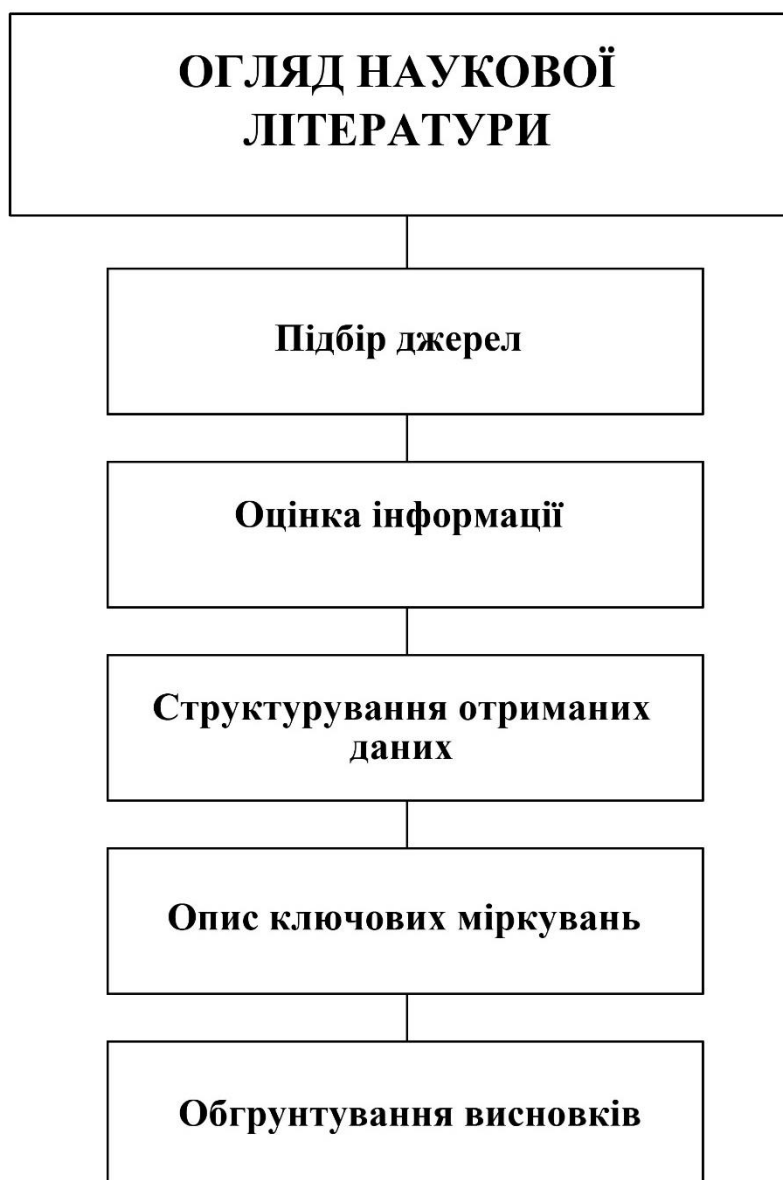 ОГЛЯД НАУКОВОЇ
ЛІТЕРАТУРИ
Підбір джерел
Оцінка інформації
Структурування отриманих
даних
Опис ключових міркувань
Обгрунтування висновків